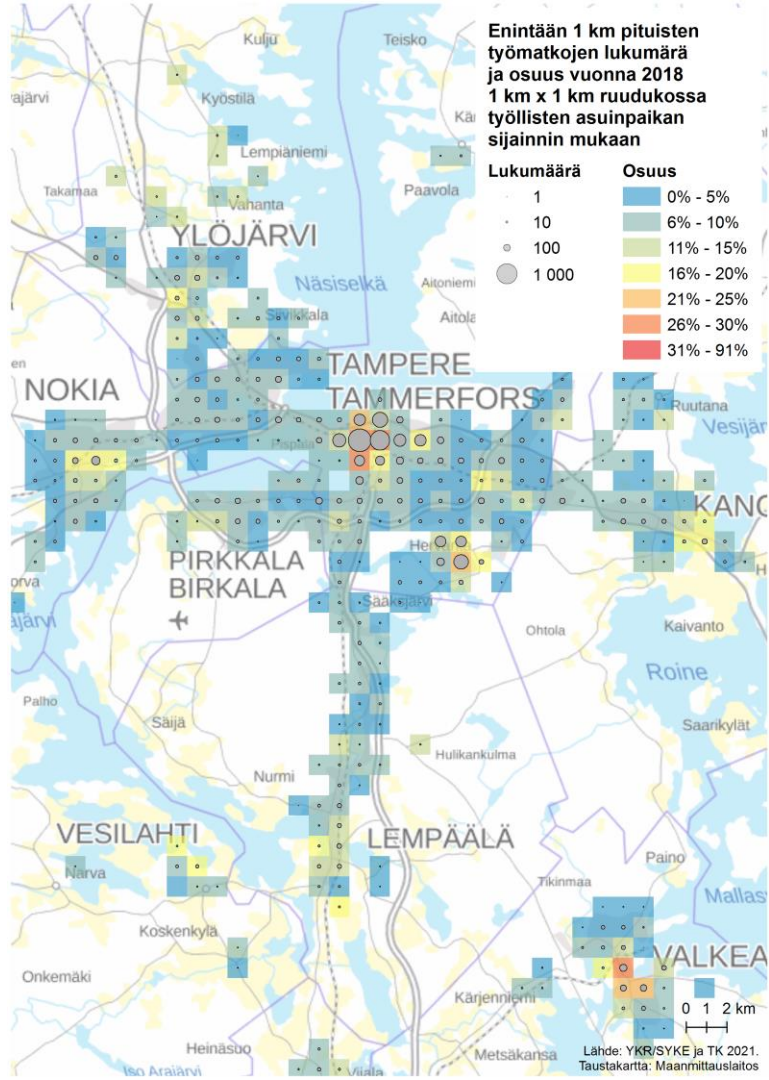 Enintään 1 km pituisten
työmatkojen lukumärä
ja osuus vuonna 2018
1 km x 1 km ruudukossa
työllisten asuinpaikan
sijainnin mukaan
Lukumäärä
1
10
100
1 000
Osuus
0% - 5%
6% - 10%
11% - 15%
16% - 20%
21% - 25%
26% - 30%
31% - 91%
Kulju
Teisko
Kyöstilä
Lempiäniemi
Takamaa
Paavola
Vahanta
YLÖJÄRVI
Näsiselkä
Aitoniemi
Aitola
TAMPERE
TAMMERFORS
NOKIA
Ruutana
PIRKKALA
BIRKALA
Sääksjärvi
Ohtola
Kaivanto
Roine
Palho
Säijä
Saarikylät
Hulikankulma
Nurmi
VESILAHTI
LEMPÄÄLÄ
Narva
Paino
Tikinmaa
Koskenkylä
Onkemäki
Kärjenniemi
Heinäsuo
Metsäkansa
Iso Arajärvi
Viiala
0 1 2 km
Lähde: YKR/SYKE ja TK 2021.
Taustakartta: Maanmittauslaitos